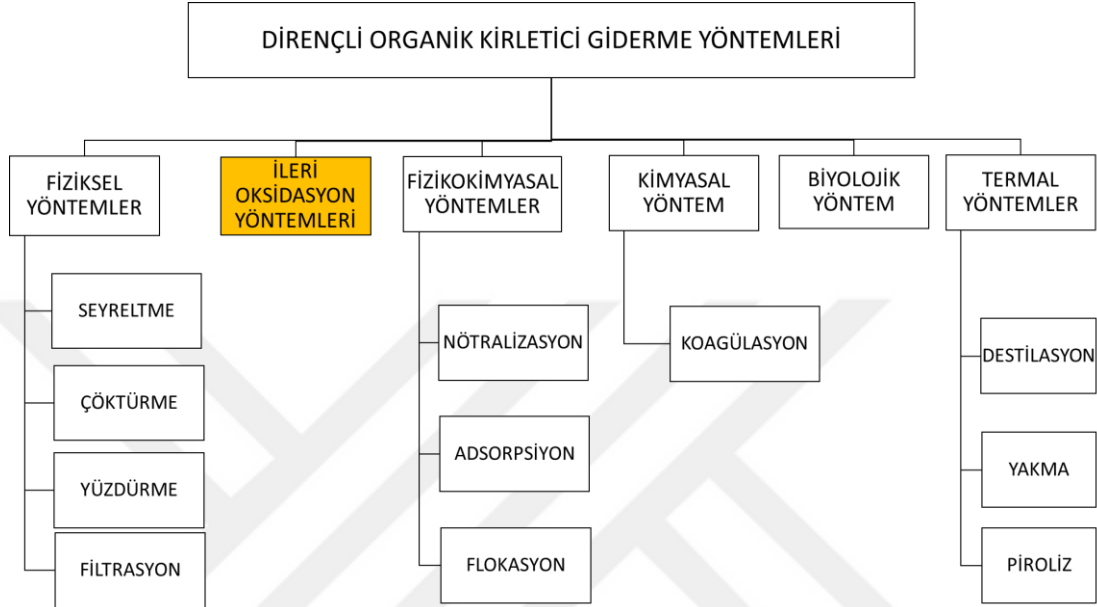 DİRENÇLİ ORGANİK KİRLETİCİ GİDERME YÖNTEMLERİ
FİZİKSEL
YÖNTEMLER
SEYRELTME
ÇÖKTÜRME
YÜZDÜRME
FİLTRASYON
İLERİ
OKSİDASYON
YÖNTEMLERİ
FİZİKOKİMYASAL
YÖNTEMLER
NÖTRALİZASYON
ADSORPSİYON
FLOKASYON
KİMYASAL
YÖNTEM
KOAGÜLASYON
BİYOLOJİK
YÖNTEM
TERMAL
YÖNTEMLER
DESTİLASYON
YAKMA
PİROLİZ